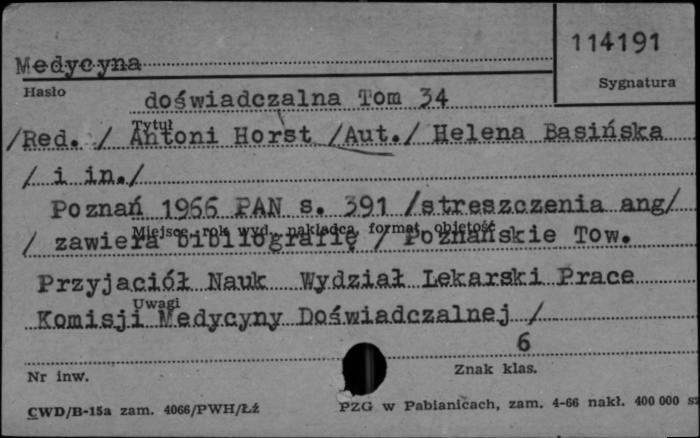 114191
Medycyna
Sygnatura
Hasło
doświadczalna Tom 34
Tytuł
/Red. / Antoni Horst /Aut./ Helena Basińska
/ i in./
Poznań 1966 PAN s. 391 /streszczenia ang/
Miejsce, rok wyd., nakładca, format, objętość
/ zawiera bibliografię / Poznańskie Tow.
Przyjaciół Nauk Wydział Lekarski Prace
Uwagi
Komisji Medycyny Doświadczalnej /
6
Nr inw.
Znak klas.
CWD/B-15a zam. 4066/PWH/Łź
PZG w Pabianicach, zam. 4-66 nakł. 400 000 sz